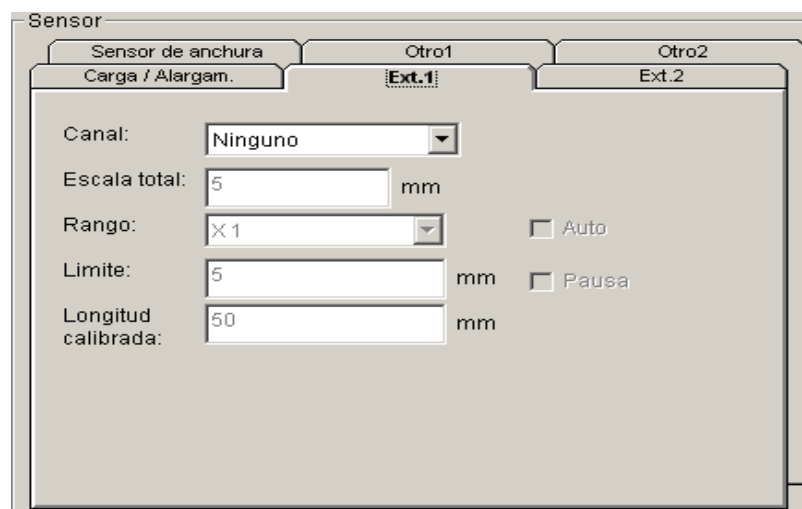 Sensor
Sensor de anchura Otro1 Otro2
Carga / Alargam. Ext.1 Ext.2
Canal: Ninguno
Escala total: 5 mm
Rango: X 1 Auto
Limite: 5 mm Pausa
Longitud
calibrada: 50 mm